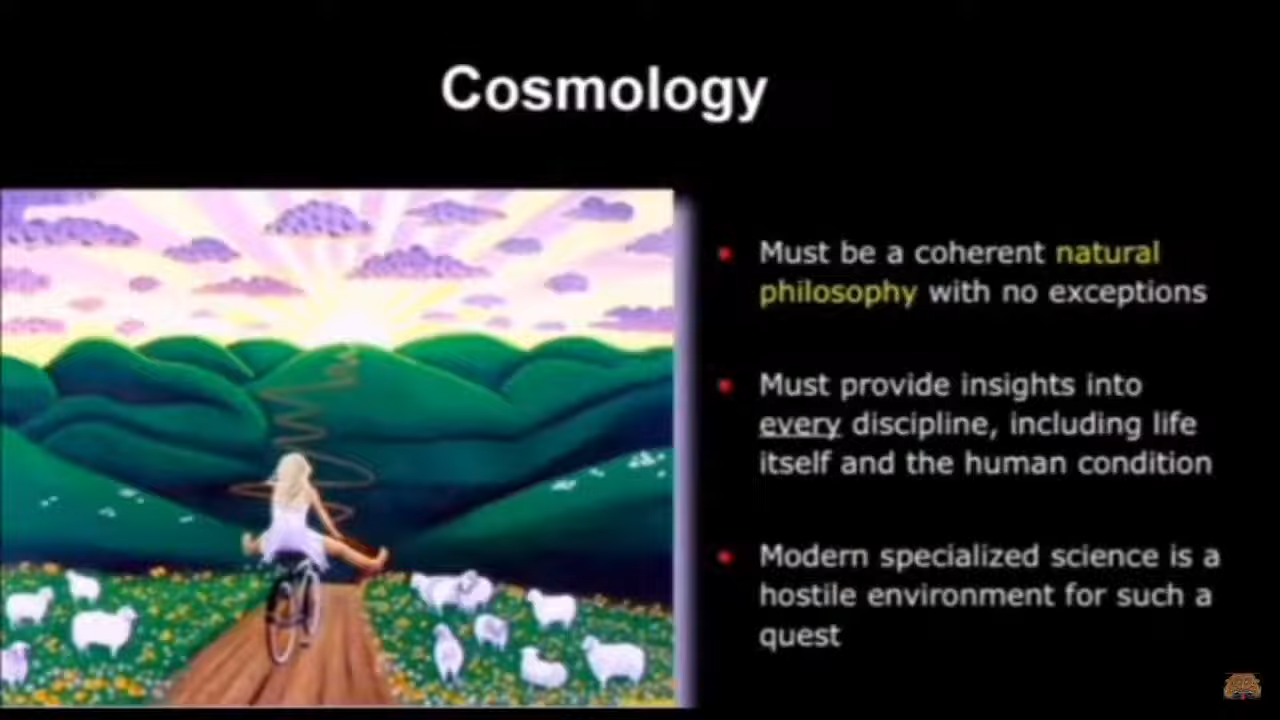 Cosmology
Must be a coherent natural
philosophy with no exceptions
Must provide insights into
every discipline, including life
itself and the human condition
Modern specialized science is a
hostile environment for such a
quest